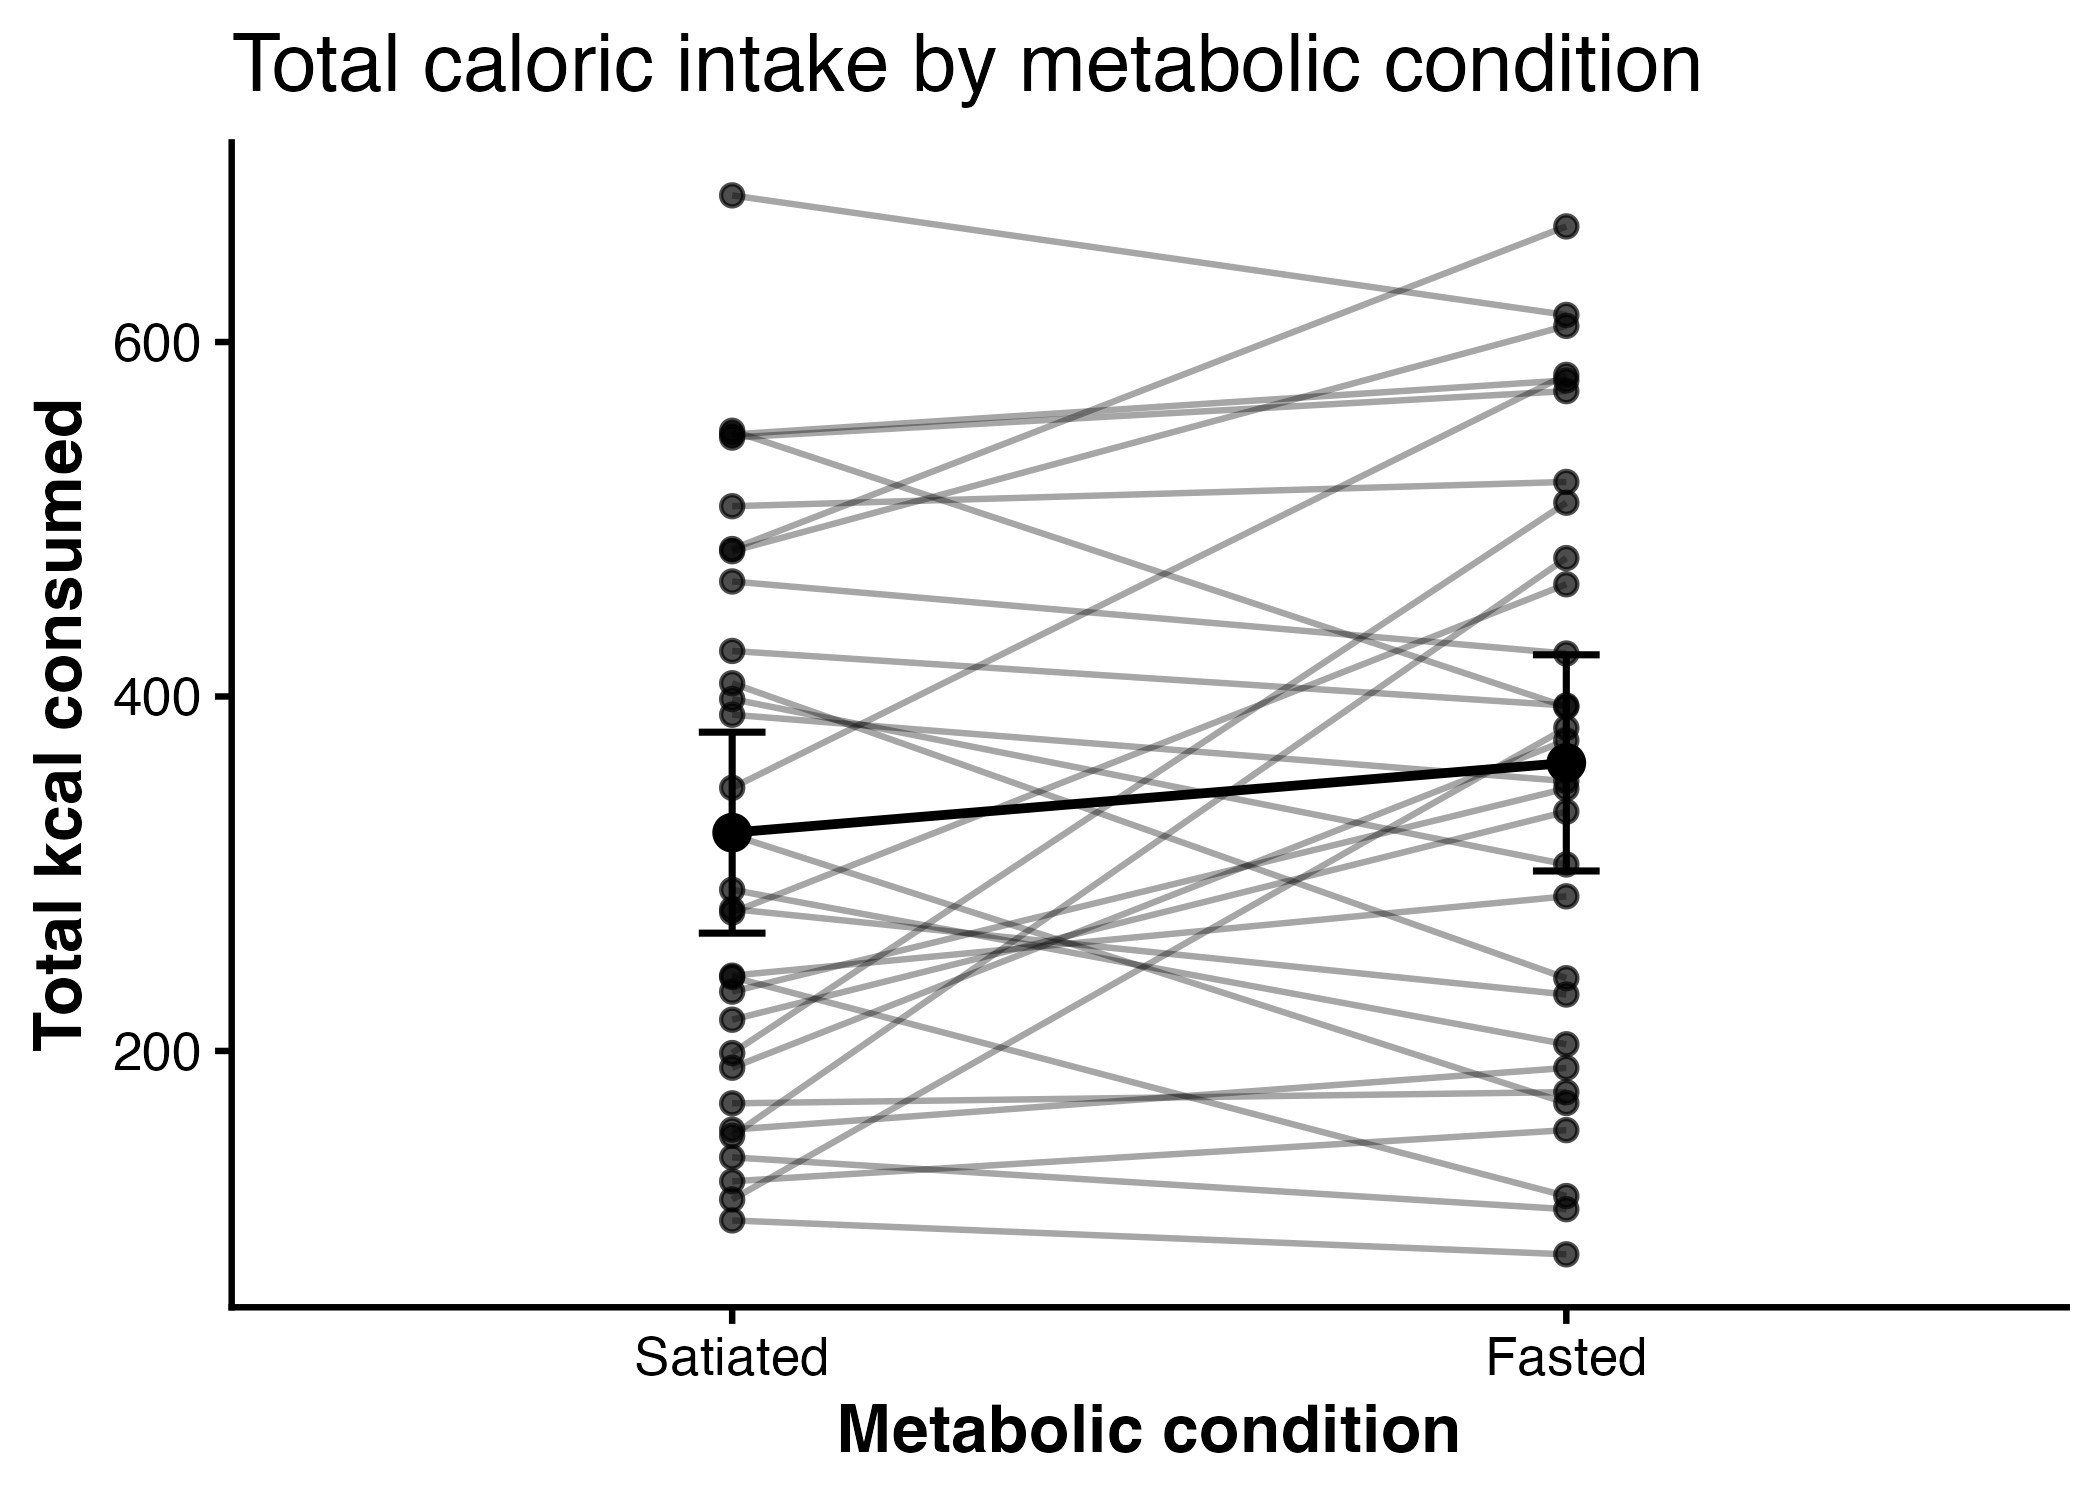 Total caloric intake by metabolic condition
Total kcal consumed
600
400
200
Satiated
Fasted
Metabolic condition